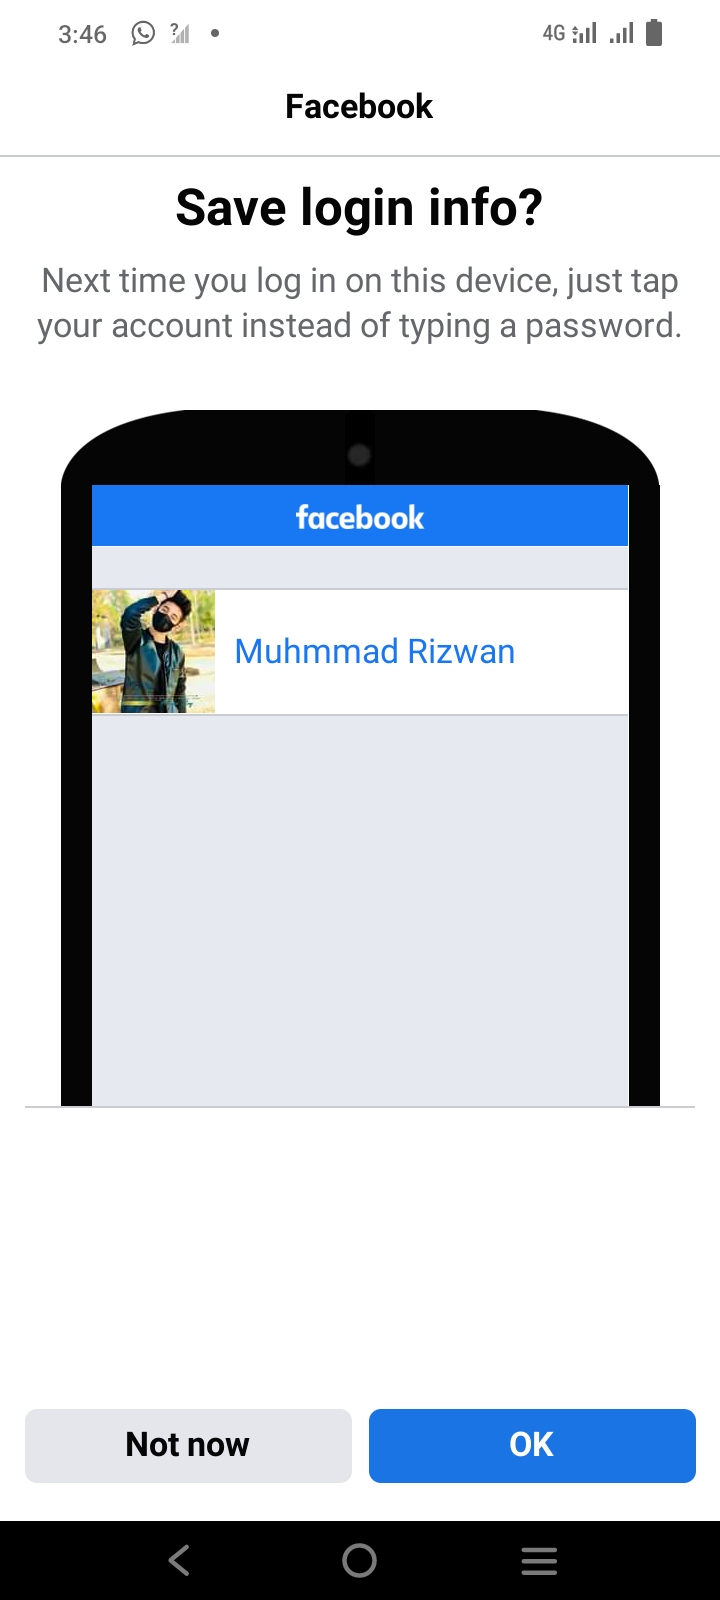 3:46
?
4G
Facebook
Save login info?
Next time you log in on this device, just tap
your account instead of typing a password.
facebook
Muhmmad Rizwan
Not now
OK